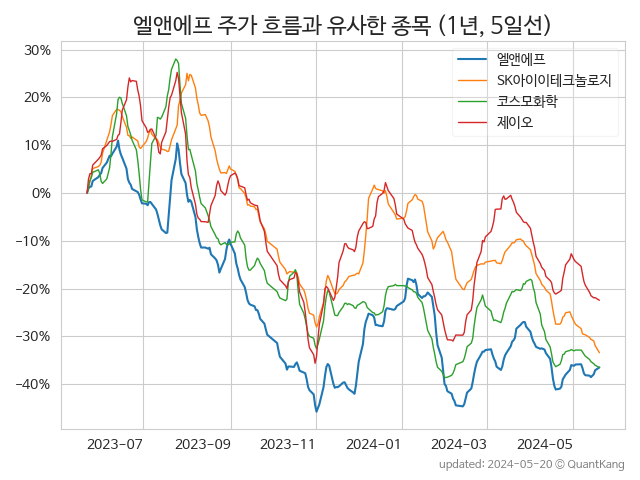 엘앤에프 주가 흐름과 유사한 종목 (1년, 5일선)
30%
20%
10%
0%
−10%
−20%
−30%
−40%
엘앤에프
SK아이이테크놀로지
코스모화학
제이오
2023-07
2023-09
2023-11
2024-01
2024-03
2024-05
updated: 2024-05-20 © QuantKang